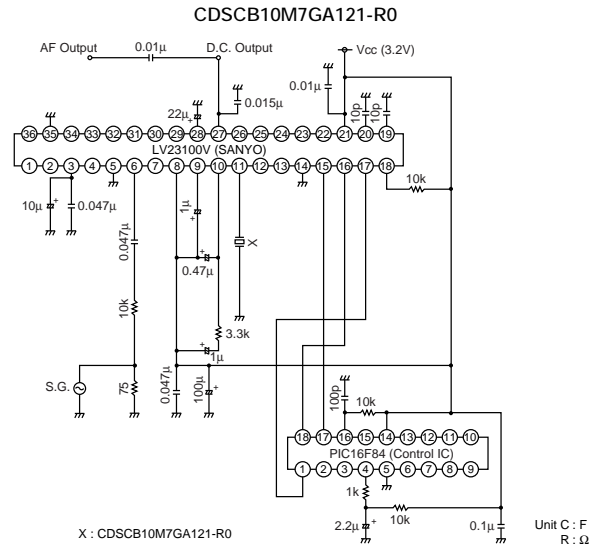 CDSCB10M7GA121-R0
AF Output
0.01μ
D.C. Output
Vcc (3.2V)
0.01μ
0.015μ
22μ
+
10p
10p
36 35 34 33 32 31 30 29 28 27 26 25 24 23 22 21 20 19
LV23100V (SANYO)
1 2 3 4 5 6 7 8 9 10 11 12 13 14 15 16 17 18
10k
10μ
+
0.047μ
0.047μ
1μ
+
+
0.47μ
X
10k
3.3k
+
1μ
S.G.
75
0.047μ
100μ
+
100p
10k
18 17 16 15 14 13 12 11 10
PIC16F84 (Control IC)
1 2 3 4 5 6 7 8 9
1k
10k
2.2μ
+
0.1μ
X : CDSCB10M7GA121-R0
Unit C : F
R : Ω